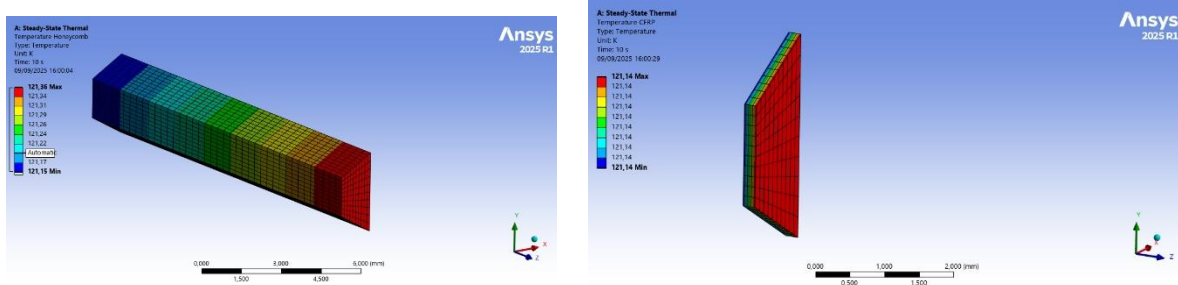 A: Steady-State Thermal
Temperature Honeycomb
Type: Temperature
Unit: K
Time: 10 s
09/09/2025 16:00:04
121,36 Max
121,34
121,31
121,29
121,26
121,24
121,22
Automatic
121,17
121,15 Min
Ansys
2025 R1
0,000
3,000
6,000 (mm)
1,500
4,500
Y
X
Z
A: Steady-State Thermal
Temperature CFRP
Type: Temperature
Unit: K
Time: 10 s
09/09/2025 16:00:29
121,14 Max
121,14
121,14
121,14
121,14
121,14
121,14
121,14
121,14
121,14 Min
Ansys
2025 R1
0,000
1,000
2,000 (mm)
0,500
1,500
Y
X
Z